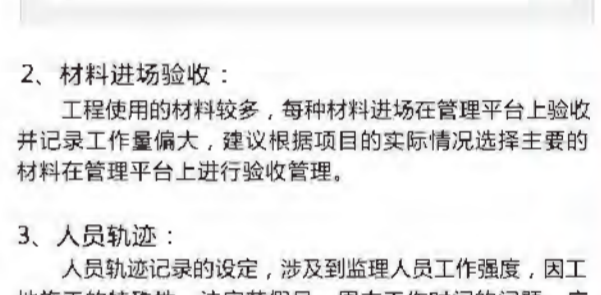 2、材料进场验收：
工程使用的材料较多，每种材料进场在管理平台上验收
并记录工作量偏大，建议根据项目的实际情况选择主要的
材料在管理平台上进行验收管理。
3、人员轨迹：
人员轨迹记录的设定，涉及到监理人员工作强度，因工